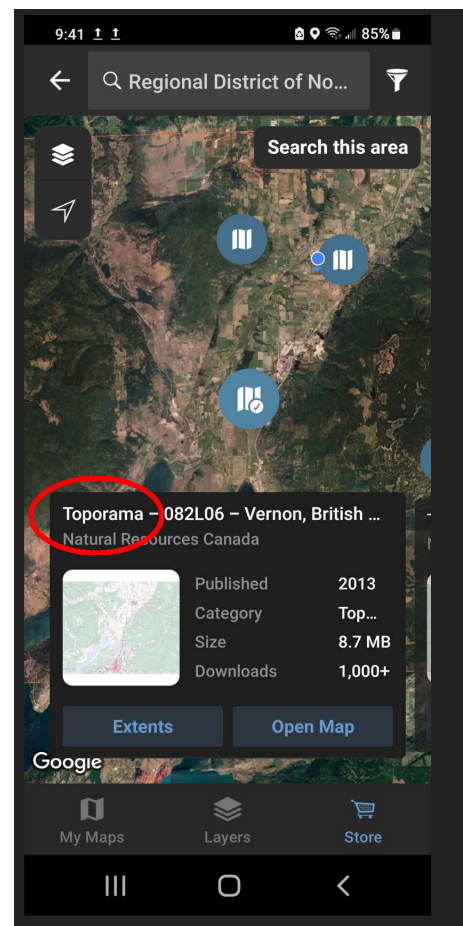 9:41
85%
Regional District of No...
Search this area
Toporama – 082L06 – Vernon, British ...
Natural Resources Canada
Published 2013
Category Top...
Size 8.7 MB
Downloads 1,000+
Extents Open Map
Google
My Maps Layers Store